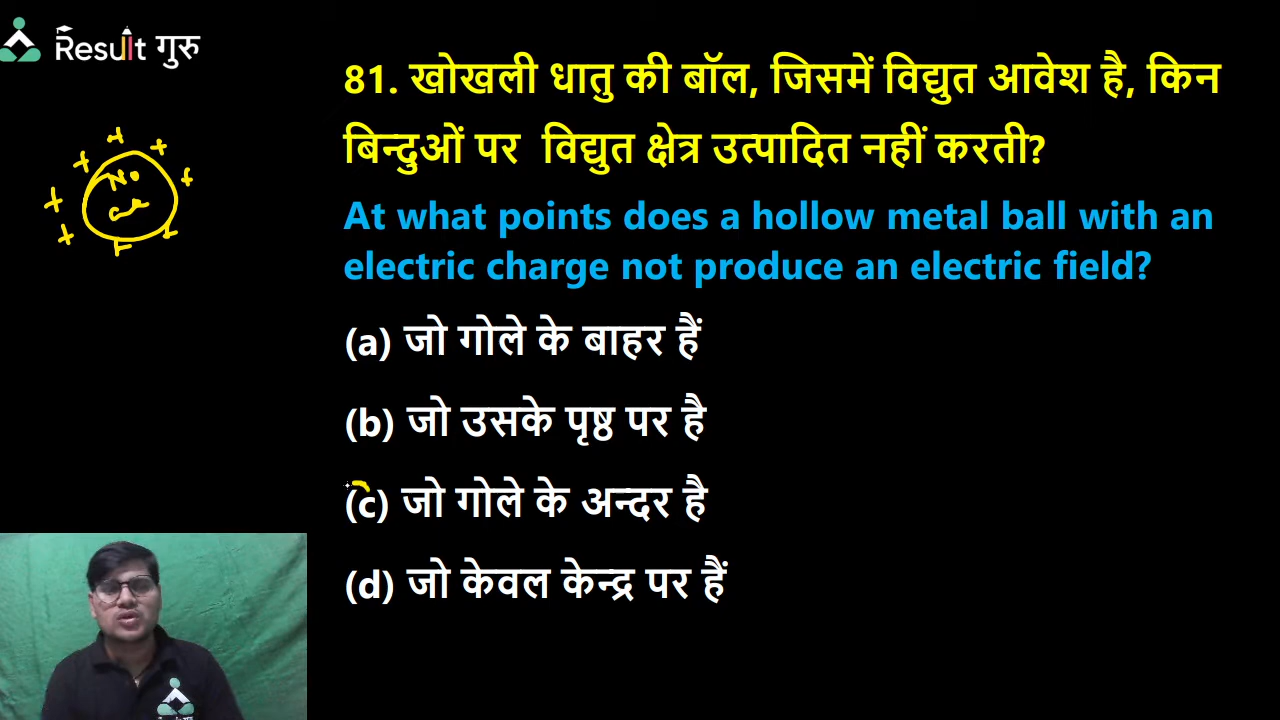 Result गुरु
81. खोखली धातु की बॉल, जिसमें विद्युत आवेश है, किन
बिन्दुओं पर विद्युत क्षेत्र उत्पादित नहीं करती?
At what points does a hollow metal ball with an
electric charge not produce an electric field?
(a) जो गोले के बाहर हैं
(b) जो उसके पृष्ठ पर है
(c) जो गोले के अन्दर है
(d) जो केवल केन्द्र पर हैं
+ + + + + + +
No